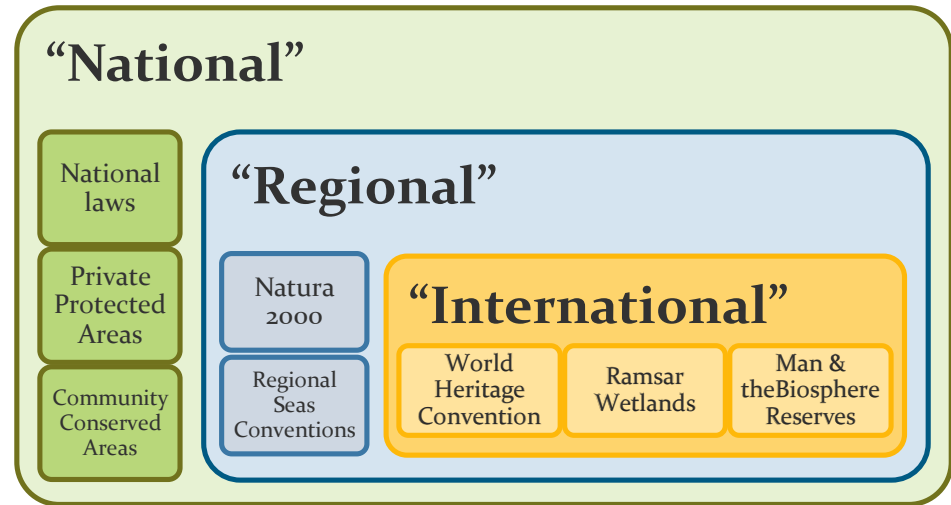 “National”
National
laws
Private
Protected
Areas
Community
Conserved
Areas
“Regional”
Natura
2000
Regional
Seas
Conventions
“International”
World
Heritage
Convention
Ramsar
Wetlands
Man &
theBiosphere
Reserves